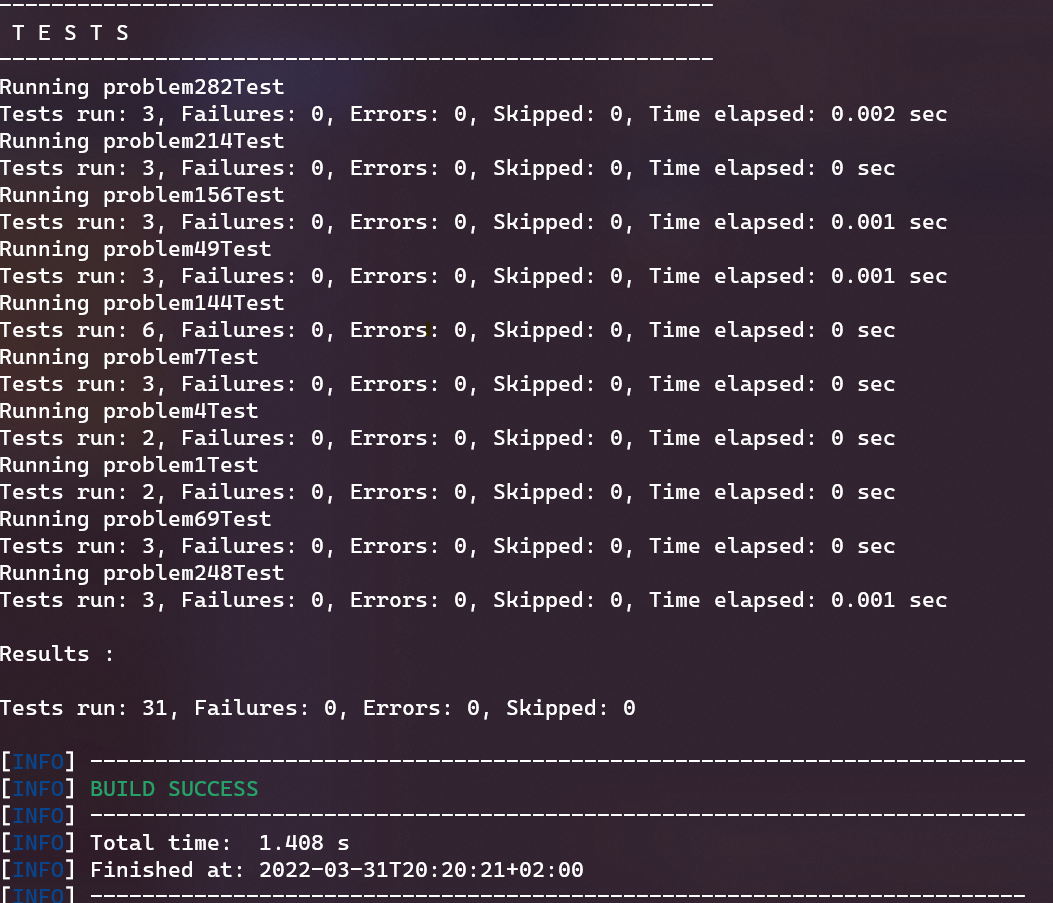 ------------------------------------------------------- 
T E S T S
-------------------------------------------------------
Running problem282Test
Tests run: 3, Failures: 0, Errors: 0, Skipped: 0, Time elapsed: 0.002 sec
Running problem214Test
Tests run: 3, Failures: 0, Errors: 0, Skipped: 0, Time elapsed: 0 sec
Running problem156Test
Tests run: 3, Failures: 0, Errors: 0, Skipped: 0, Time elapsed: 0.001 sec
Running problem49Test
Tests run: 3, Failures: 0, Errors: 0, Skipped: 0, Time elapsed: 0.001 sec
Running problem144Test
Tests run: 6, Failures: 0, Errors: 0, Skipped: 0, Time elapsed: 0 sec
Running problem7Test
Tests run: 3, Failures: 0, Errors: 0, Skipped: 0, Time elapsed: 0 sec
Running problem4Test
Tests run: 2, Failures: 0, Errors: 0, Skipped: 0, Time elapsed: 0 sec
Running problem1Test
Tests run: 2, Failures: 0, Errors: 0, Skipped: 0, Time elapsed: 0 sec
Running problem69Test
Tests run: 3, Failures: 0, Errors: 0, Skipped: 0, Time elapsed: 0 sec
Running problem248Test
Tests run: 3, Failures: 0, Errors: 0, Skipped: 0, Time elapsed: 0.001 sec
Results :
Tests run: 31, Failures: 0, Errors: 0, Skipped: 0
[INFO] ------------------------------------------------------------------------
[INFO] BUILD SUCCESS
[INFO] ------------------------------------------------------------------------
[INFO] Total time:  1.408 s
[INFO] Finished at: 2022-03-31T20:20:21+02:00
[INFO] ------------------------------------------------------------------------